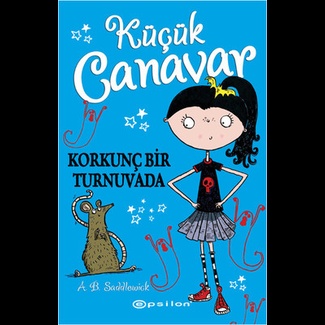 Küçük
Canavar
KORKUNÇ BİR
TURNUVADA
A. B. Saddlewick
epsilon